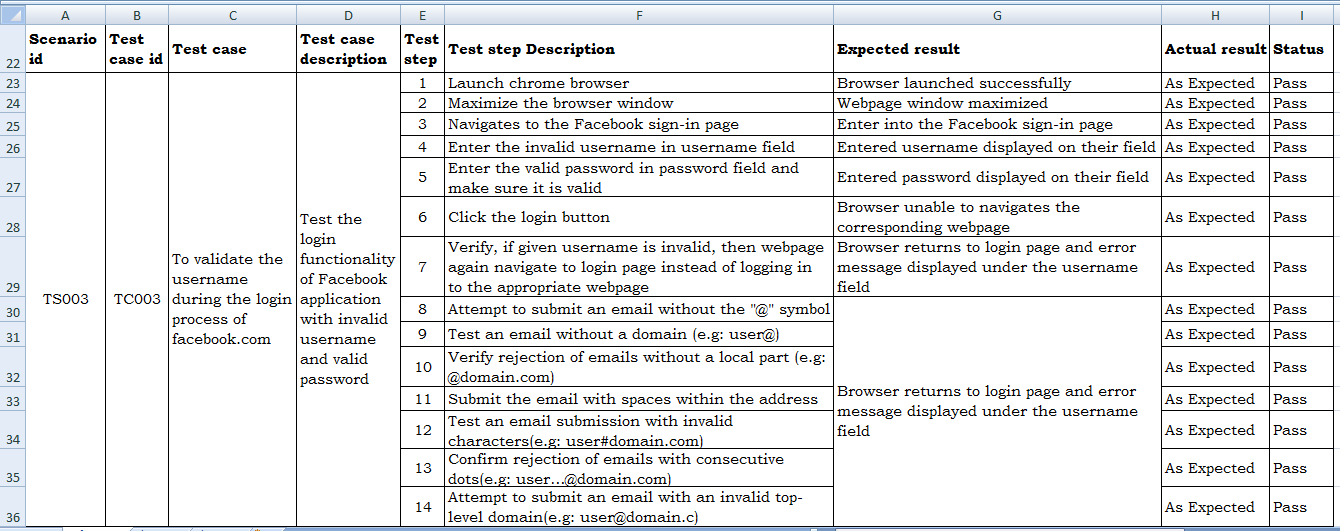 A B C D E F G H I
22 Scenario id Test case id Test case Test case description Test step Test step Description Expected result Actual result Status
23 1 Launch chrome browser Browser launched successfully As Expected Pass
24 2 Maximize the browser window Webpage window maximized As Expected Pass
25 3 Navigates to the Facebook sign-in page Enter into the Facebook sign-in page As Expected Pass
26 4 Enter the invalid username in username field Entered username displayed on their field As Expected Pass
27 5 Enter the valid password in password field and
make sure it is valid Entered password displayed on their field As Expected Pass
28 6 Click the login button Browser unable to navigates the
corresponding webpage As Expected Pass
29 7 Verify, if given username is invalid, then webpage
again navigate to login page instead of logging in
to the appropriate webpage Browser returns to login page and error
message displayed under the username
field As Expected Pass
TS003 TC003 To validate the
username
during the login
process of
facebook.com
Test the
login
functionality
of Facebook
application
with invalid
username
and valid
password
30 8 Attempt to submit an email without the "@" symbol As Expected Pass
31 9 Test an email without a domain (e.g: user@) As Expected Pass
32 10 Verify rejection of emails without a local part (e.g:
@domain.com) As Expected Pass
33 11 Submit the email with spaces within the address As Expected Pass
Browser returns to login page and error
message displayed under the username
field
34 12 Test an email submission with invalid
characters(e.g: user#domain.com) As Expected Pass
35 13 Confirm rejection of emails with consecutive
dots(e.g: user...@domain.com) As Expected Pass
36 14 Attempt to submit an email with an invalid top-
level domain(e.g: user@domain.c) As Expected Pass